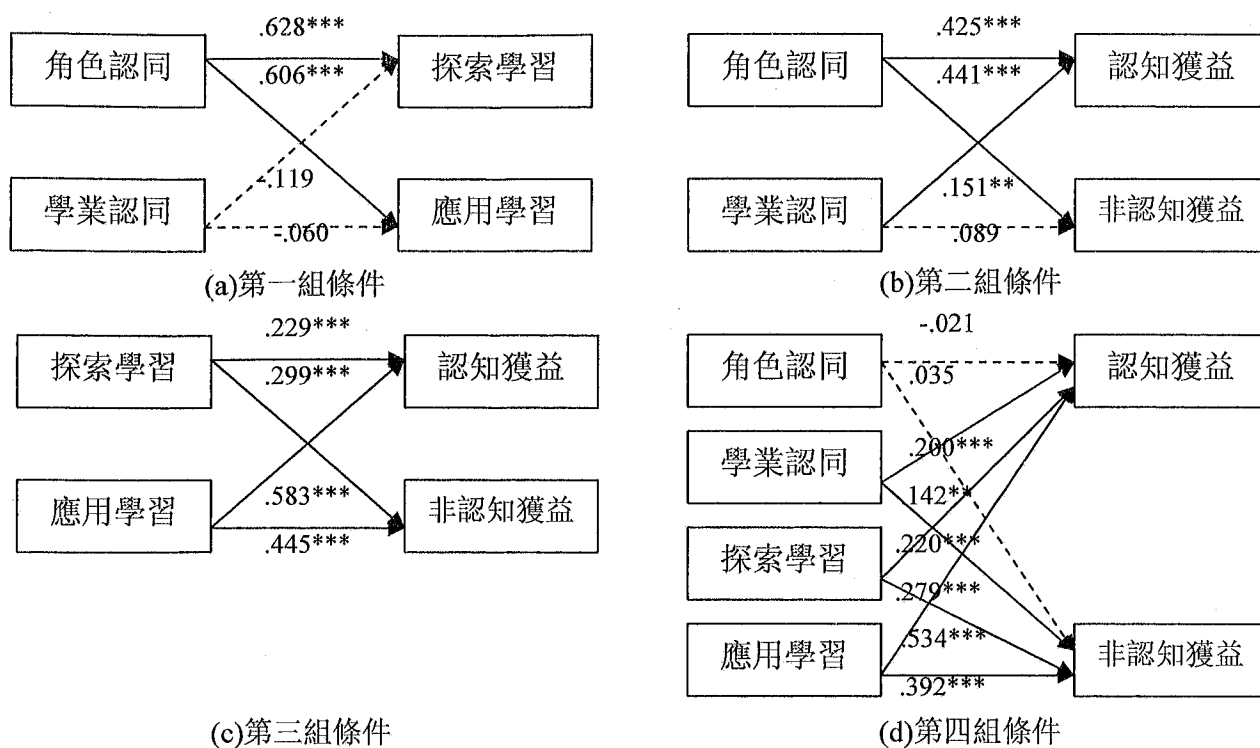 .628***
角色認同
探索學習
.606***
-.119
學業認同
應用學習
-.060
(a)第一組條件
.425***
角色認同
認知獲益
.441***
.151**
學業認同
非認知獲益
.089
(b)第二組條件
.229***
探索學習
認知獲益
.299***
.583***
應用學習
非認知獲益
.445***
(c)第三組條件
-.021
角色認同
認知獲益
.035
學業認同
.200***
.142**
探索學習
.220***
.279***
應用學習
.534***
非認知獲益
.392***
(d)第四組條件